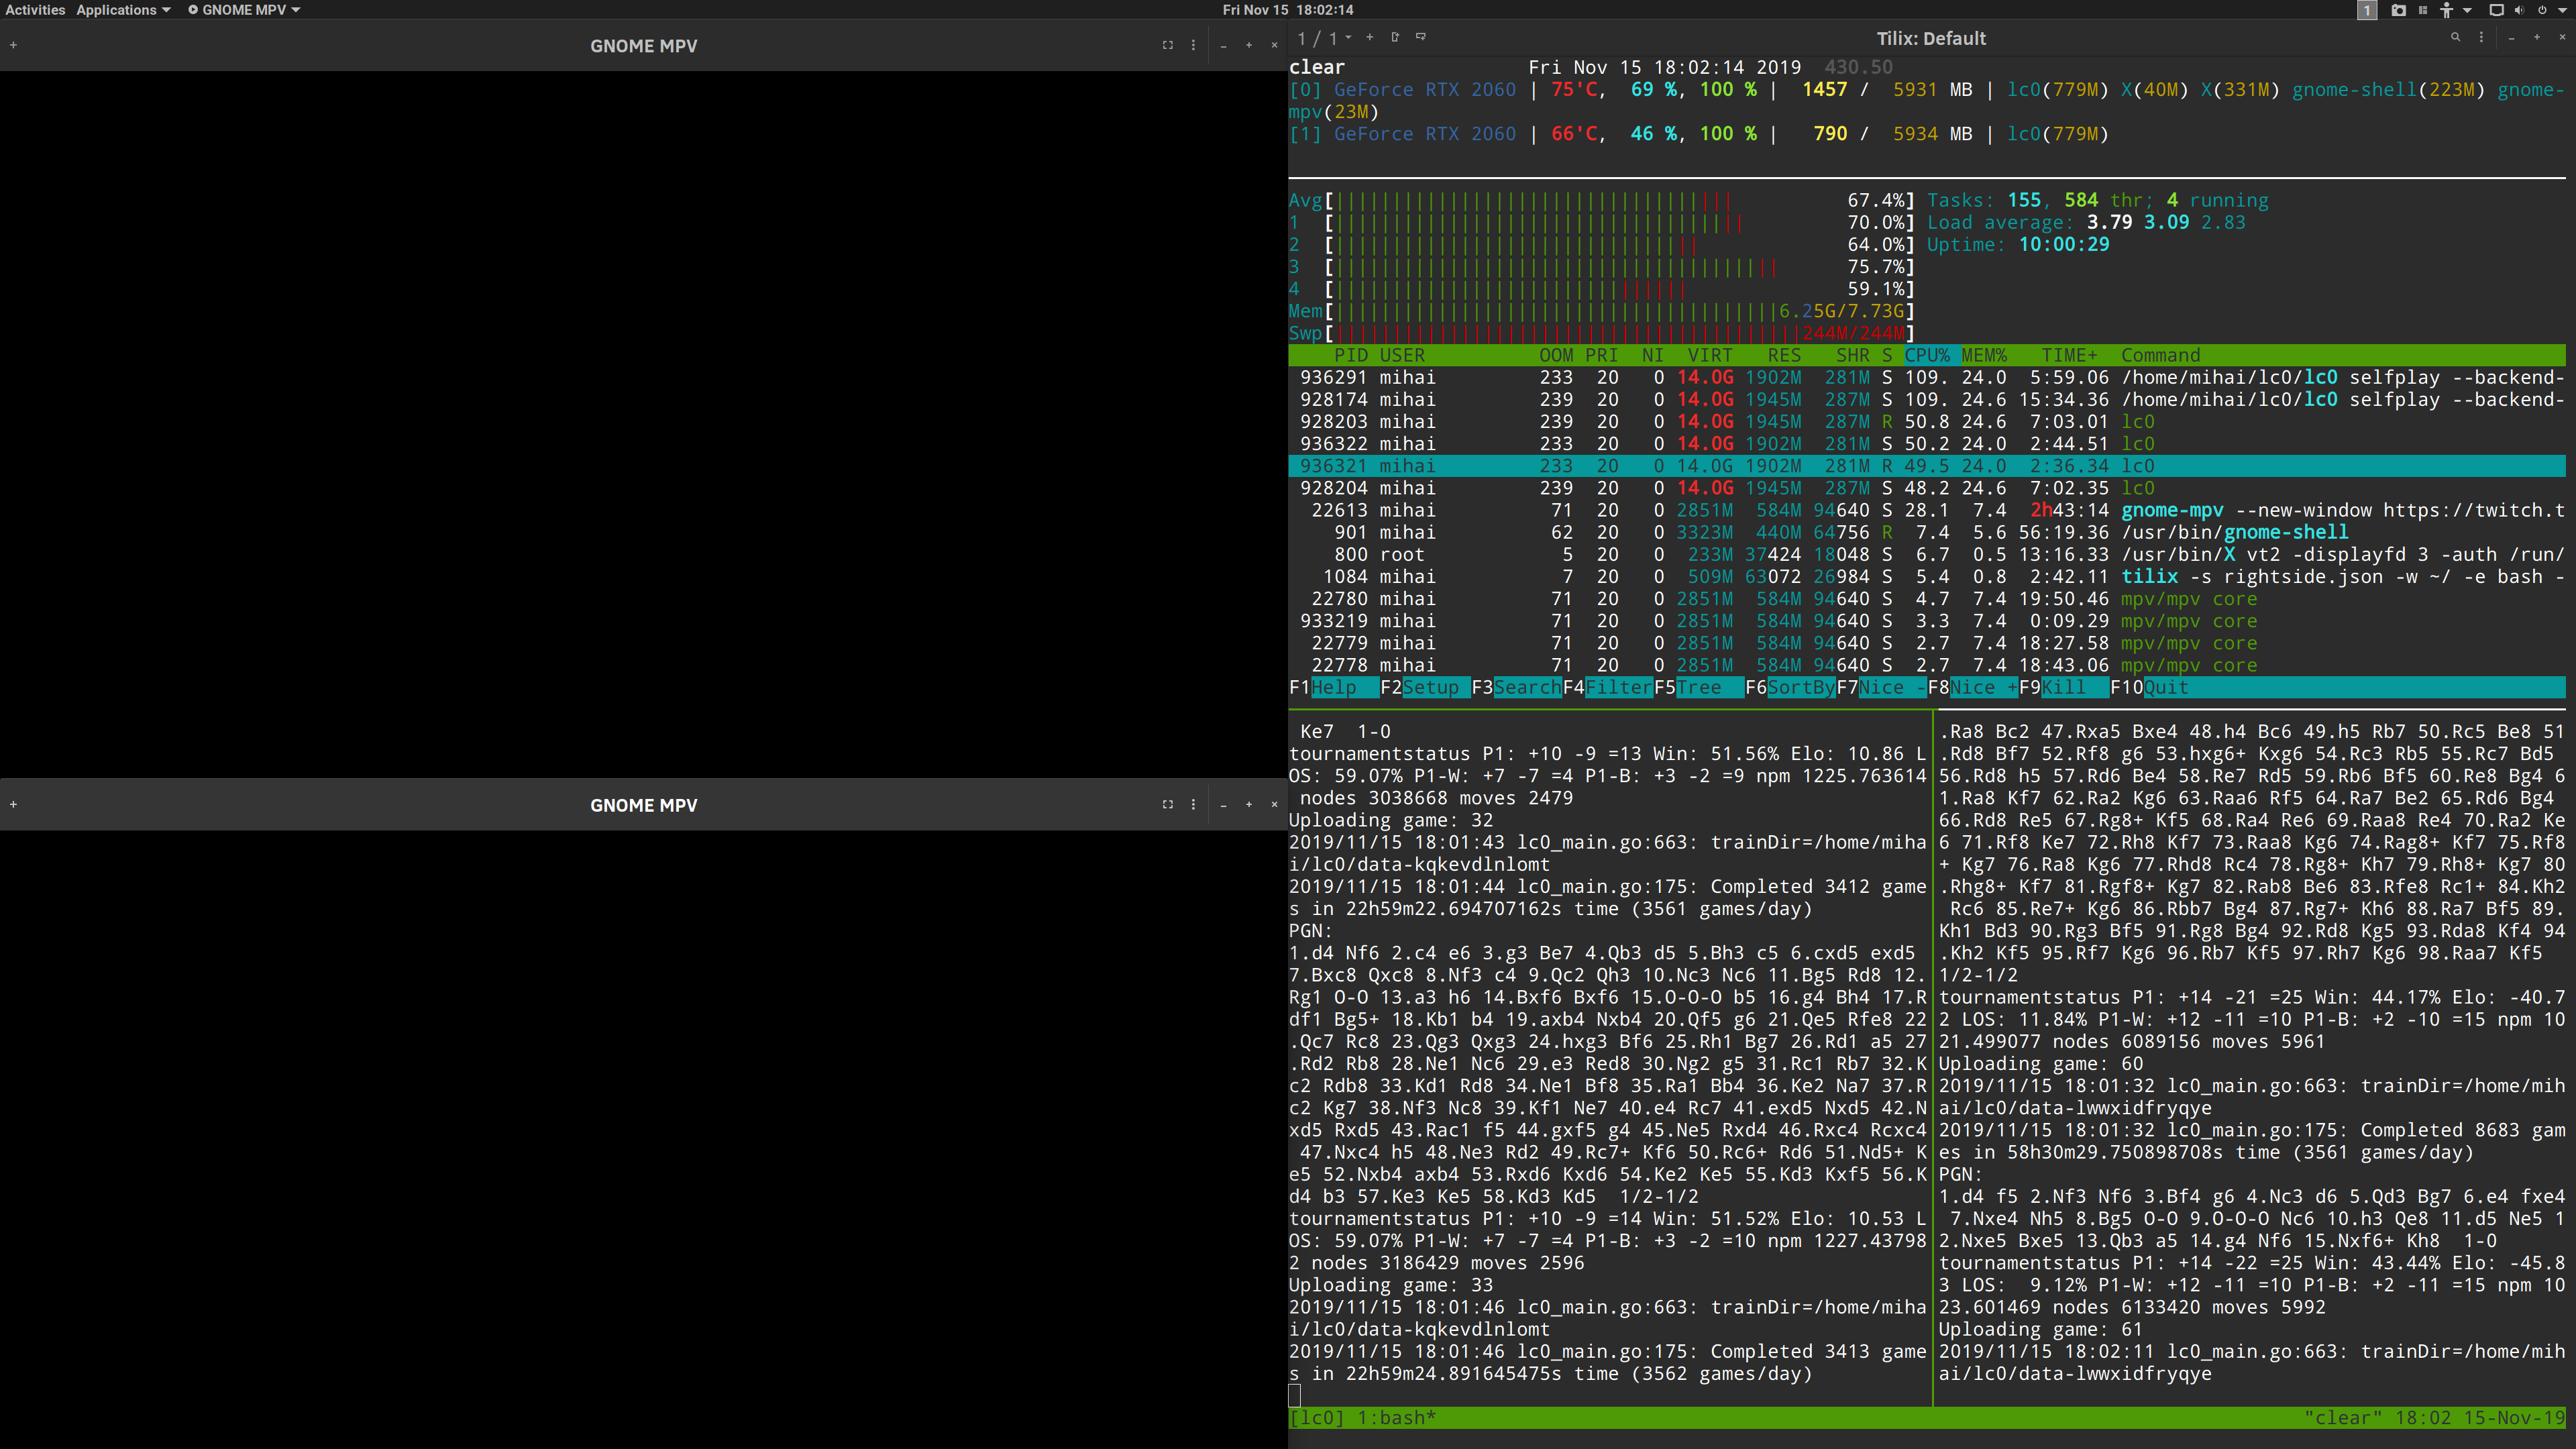 Activities Applications GNOME MPV Fri Nov 15 18:02:14 1
GNOME MPV
GNOME MPV
1 / 1 Tilix: Default
clear Fri Nov 15 18:02:14 2019 430.50
[0] GeForce RTX 2060 | 75'C, 69 %, 100 % | 1457 / 5931 MB | lc0(779M) X(40M) X(331M) gnome-shell(223M) gnome-
mpv(23M)
[1] GeForce RTX 2060 | 66'C, 46 %, 100 % | 790 / 5934 MB | lc0(779M)
Avg[ 67.4%] Tasks: 155, 584 thr; 4 running
1 [ 70.0%] Load average: 3.79 3.09 2.83
2 [ 64.0%] Uptime: 10:00:29
3 [ 75.7%]
4 [ 59.1%]
Mem[ 6.25G/7.73G]
Swp[ 244M/244M]
PID USER OOM PRI NI VIRT RES SHR S CPU% MEM% TIME+ Command
936291 mihai 233 20 0 14.0G 1902M 281M S 109. 24.0 5:59.06 /home/mihai/lc0/lc0 selfplay --backend-
928174 mihai 239 20 0 14.0G 1945M 287M S 109. 24.6 15:34.36 /home/mihai/lc0/lc0 selfplay --backend-
928203 mihai 239 20 0 14.0G 1945M 287M R 50.8 24.6 7:03.01 lc0
936322 mihai 233 20 0 14.0G 1902M 281M S 50.2 24.0 2:44.51 lc0
936321 mihai 233 20 0 14.0G 1902M 281M R 49.5 24.0 2:36.34 lc0
928204 mihai 239 20 0 14.0G 1945M 287M S 48.2 24.6 7:02.35 lc0
22613 mihai 71 20 0 2851M 584M 94640 S 28.1 7.4 2h43:14 gnome-mpv --new-window https://twitch.t
901 mihai 62 20 0 3323M 440M 64756 R 7.4 5.6 56:19.36 /usr/bin/gnome-shell
800 root 5 20 0 233M 37424 18048 S 6.7 0.5 13:16.33 /usr/bin/X vt2 -displayfd 3 -auth /run/
1084 mihai 7 20 0 509M 63072 26984 S 5.4 0.8 2:42.11 tilix -s rightside.json -w ~/ -e bash -
22780 mihai 71 20 0 2851M 584M 94640 S 4.7 7.4 19:50.46 mpv/mpv core
933219 mihai 71 20 0 2851M 584M 94640 S 3.3 7.4 0:09.29 mpv/mpv core
22779 mihai 71 20 0 2851M 584M 94640 S 2.7 7.4 18:27.58 mpv/mpv core
22778 mihai 71 20 0 2851M 584M 94640 S 2.7 7.4 18:43.06 mpv/mpv core
F1Help F2Setup F3SearchF4FilterF5Tree F6SortByF7Nice -F8Nice +F9Kill F10Quit
Ke7 1-0
tournamentstatus P1: +10 -9 =13 Win: 51.56% Elo: 10.86 L
OS: 59.07% P1-W: +7 -7 =4 P1-B: +3 -2 =9 npm 1225.763614
nodes 3038668 moves 2479
Uploading game: 32
2019/11/15 18:01:43 lc0_main.go:663: trainDir=/home/miha
i/lc0/data-kqkevdlnlomt
2019/11/15 18:01:44 lc0_main.go:175: Completed 3412 game
s in 22h59m22.694707162s time (3561 games/day)
PGN:
1.d4 Nf6 2.c4 e6 3.g3 Be7 4.Qb3 d5 5.Bh3 c5 6.cxd5 exd5
7.Bxc8 Qxc8 8.Nf3 c4 9.Qc2 Qh3 10.Nc3 Nc6 11.Bg5 Rd8 12.
Rg1 O-O 13.a3 h6 14.Bxf6 Bxf6 15.O-O-O b5 16.g4 Bh4 17.R
df1 Bg5+ 18.Kb1 b4 19.axb4 Nxb4 20.Qf5 g6 21.Qe5 Rfe8 22
.Qc7 Rc8 23.Qg3 Qxg3 24.hxg3 Bf6 25.Rh1 Bg7 26.Rd1 a5 27
.Rd2 Rb8 28.Ne1 Nc6 29.e3 Red8 30.Ng2 g5 31.Rc1 Rb7 32.K
c2 Rdb8 33.Kd1 Rd8 34.Ne1 Bf8 35.Ra1 Bb4 36.Ke2 Na7 37.R
c2 Kg7 38.Nf3 Nc8 39.Kf1 Ne7 40.e4 Rc7 41.exd5 Nxd5 42.N
xd5 Rxd5 43.Rac1 f5 44.gxf5 g4 45.Ne5 Rxd4 46.Rxc4 Rcxc4
47.Nxc4 h5 48.Ne3 Rd2 49.Rc7+ Kf6 50.Rc6+ Rd6 51.Nd5+ K
e5 52.Nxb4 axb4 53.Rxd6 Kxd6 54.Ke2 Ke5 55.Kd3 Kxf5 56.K
d4 b3 57.Ke3 Ke5 58.Kd3 Kd5 1/2-1/2
tournamentstatus P1: +10 -9 =14 Win: 51.52% Elo: 10.53 L
OS: 59.07% P1-W: +7 -7 =4 P1-B: +3 -2 =10 npm 1227.43798
2 nodes 3186429 moves 2596
Uploading game: 33
2019/11/15 18:01:46 lc0_main.go:663: trainDir=/home/miha
i/lc0/data-kqkevdlnlomt
2019/11/15 18:01:46 lc0_main.go:175: Completed 3413 game
s in 22h59m24.891645475s time (3562 games/day)
.Ra8 Bc2 47.Rxa5 Bxe4 48.h4 Bc6 49.h5 Rb7 50.Rc5 Be8 51
.Rd8 Bf7 52.Rf8 g6 53.hxg6+ Kxg6 54.Rc3 Rb5 55.Rc7 Bd5
56.Rd8 h5 57.Rd6 Be4 58.Re7 Rd5 59.Rb6 Bf5 60.Re8 Bg4 6
1.Ra8 Kf7 62.Ra2 Kg6 63.Raa6 Rf5 64.Ra7 Be2 65.Rd6 Bg4
66.Rd8 Re5 67.Rg8+ Kf5 68.Ra4 Re6 69.Raa8 Re4 70.Ra2 Ke
6 71.Rf8 Ke7 72.Rh8 Kf7 73.Raa8 Kg6 74.Rag8+ Kf7 75.Rf8
+ Kg7 76.Ra8 Kg6 77.Rhd8 Rc4 78.Rg8+ Kh7 79.Rh8+ Kg7 80
.Rhg8+ Kf7 81.Rgf8+ Kg7 82.Rab8 Be6 83.Rfe8 Rc1+ 84.Kh2
Rc6 85.Re7+ Kg6 86.Rbb7 Bg4 87.Rg7+ Kh6 88.Ra7 Bf5 89.
Kh1 Bd3 90.Rg3 Bf5 91.Rg8 Bg4 92.Rd8 Kg5 93.Rda8 Kf4 94
.Kh2 Kf5 95.Rf7 Kg6 96.Rb7 Kf5 97.Rh7 Kg6 98.Raa7 Kf5
1/2-1/2
tournamentstatus P1: +14 -21 =25 Win: 44.17% Elo: -40.7
2 LOS: 11.84% P1-W: +12 -11 =10 P1-B: +2 -10 =15 npm 10
21.499077 nodes 6089156 moves 5961
Uploading game: 60
2019/11/15 18:01:32 lc0_main.go:663: trainDir=/home/mih
ai/lc0/data-lwwxidfryqye
2019/11/15 18:01:32 lc0_main.go:175: Completed 8683 gam
es in 58h30m29.750898708s time (3561 games/day)
PGN:
1.d4 f5 2.Nf3 Nf6 3.Bf4 g6 4.Nc3 d6 5.Qd3 Bg7 6.e4 fxe4
7.Nxe4 Nh5 8.Bg5 O-O 9.O-O-O Nc6 10.h3 Qe8 11.d5 Ne5 1
2.Nxe5 Bxe5 13.Qb3 a5 14.g4 Nf6 15.Nxf6+ Kh8 1-0
tournamentstatus P1: +14 -22 =25 Win: 43.44% Elo: -45.8
3 LOS: 9.12% P1-W: +12 -11 =10 P1-B: +2 -11 =15 npm 10
23.601469 nodes 6133420 moves 5992
Uploading game: 61
2019/11/15 18:02:11 lc0_main.go:663: trainDir=/home/mih
ai/lc0/data-lwwxidfryqye
[lc0] 1:bash* "clear" 18:02 15-Nov-19